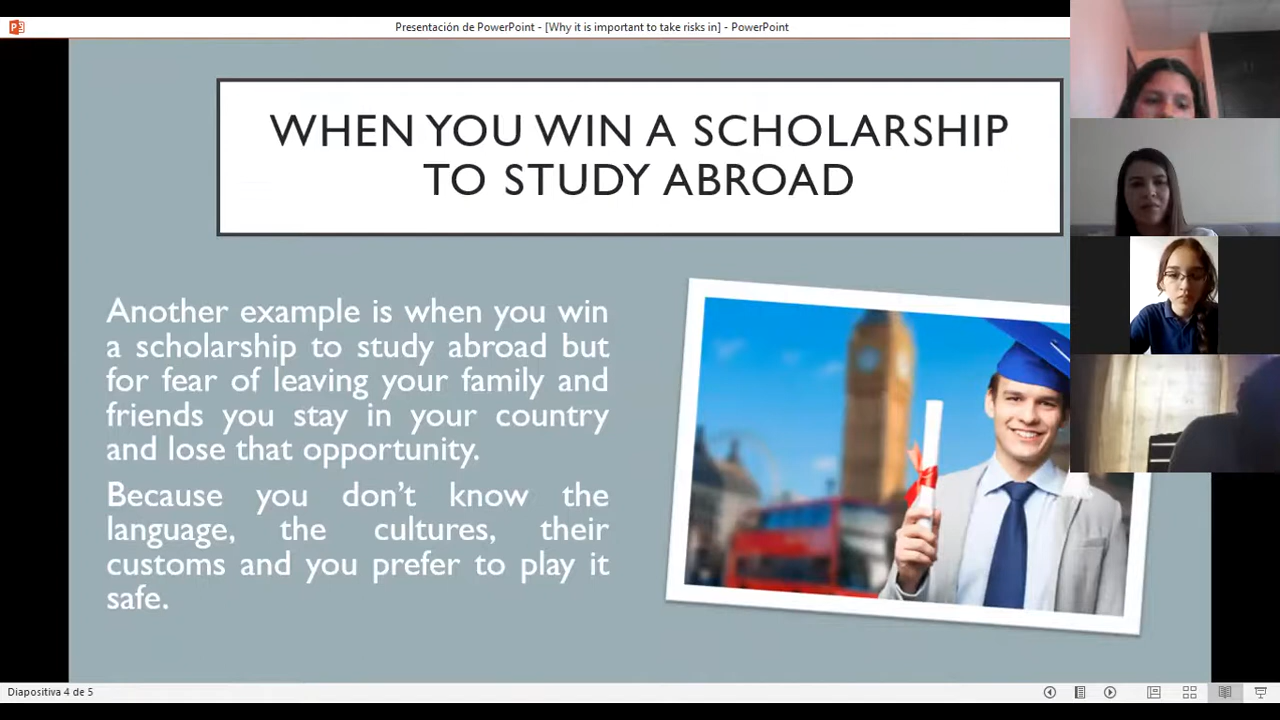 Presentación de PowerPoint - [Why it is important to take risks in] - PowerPoint
WHEN YOU WIN A SCHOLARSHIP
TO STUDY ABROAD
Another example is when you win
a scholarship to study abroad but
for fear of leaving your family and
friends you stay in your country
and lose that opportunity.
Because you don't know the
language, the cultures, their
customs and you prefer to play it
safe.
Diapositiva 4 de 5